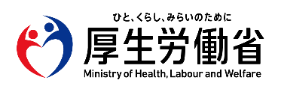 ひと、くらし、みらいのために
厚生労働省
Ministry of Health, Labour and Welfare